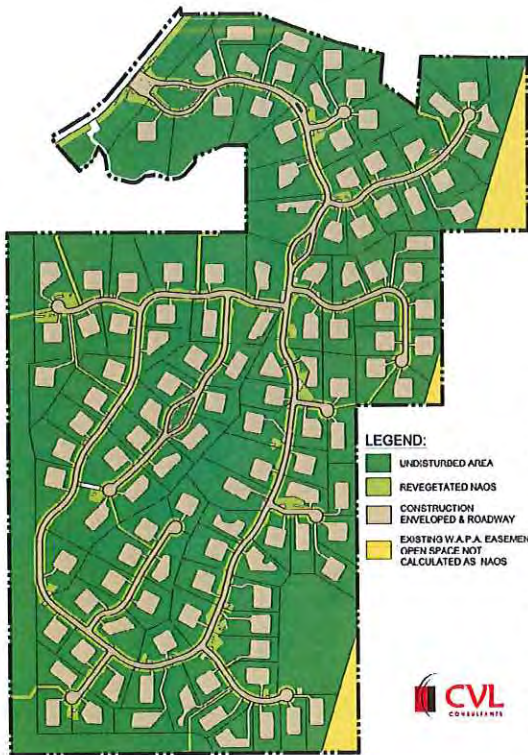 LEGEND:
UNDISTURBED AREA
REVEGETATED NAOS
CONSTRUCTION
ENVELOPED & ROADWAY
EXISTING W.A.P.A. EASEMEN
OPEN SPACE NOT
CALCULATED AS NAOS
CVL
CONSULTANTS